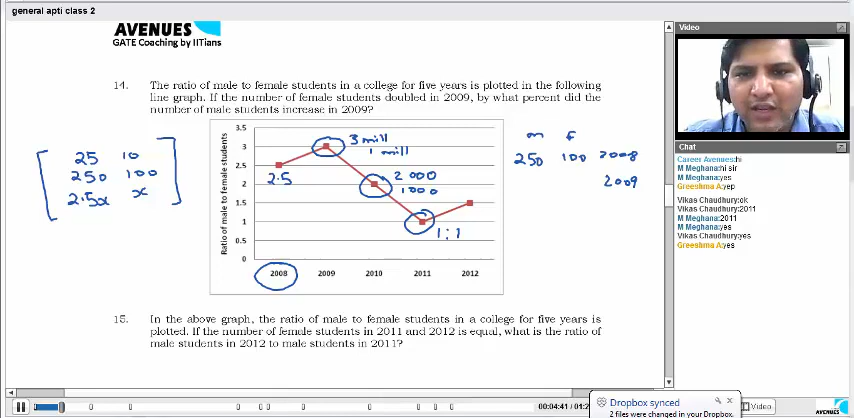 general apti class 2
AVENUES
GATE Coaching by IITians
14. The ratio of male to female students in a college for five years is plotted in the following
line graph. If the number of female students doubled in 2009, by what percent did the
number of male students increase in 2009?
25 10
250 100
2.5x x
Ratio of male to female students
3.5
3
2.5
2
1.5
1
0.5
0
2008 2009 2010 2011 2012
2.5
3 mill
1 mill
2000
1000
1:1
m f
250 100 2008
2009
15. In the above graph, the ratio of male to female students in a college for five years is
plotted. If the number of female students in 2011 and 2012 is equal, what is the ratio of
male students in 2012 to male students in 2011?
Video
Chat
Career Avenues:hi
M Meghana:hi sir
M Meghana:yes
Greeshma A:yep
Vikas Chaudhury:ok
Vikas Chaudhury:2011
M Meghana:2011
M Meghana:yes
Vikas Chaudhury:yes
Greeshma A:yes
00:04:41 / 01:2
Dropbox synced
2 files were changed in your Dropbox.
Video
AVENUES